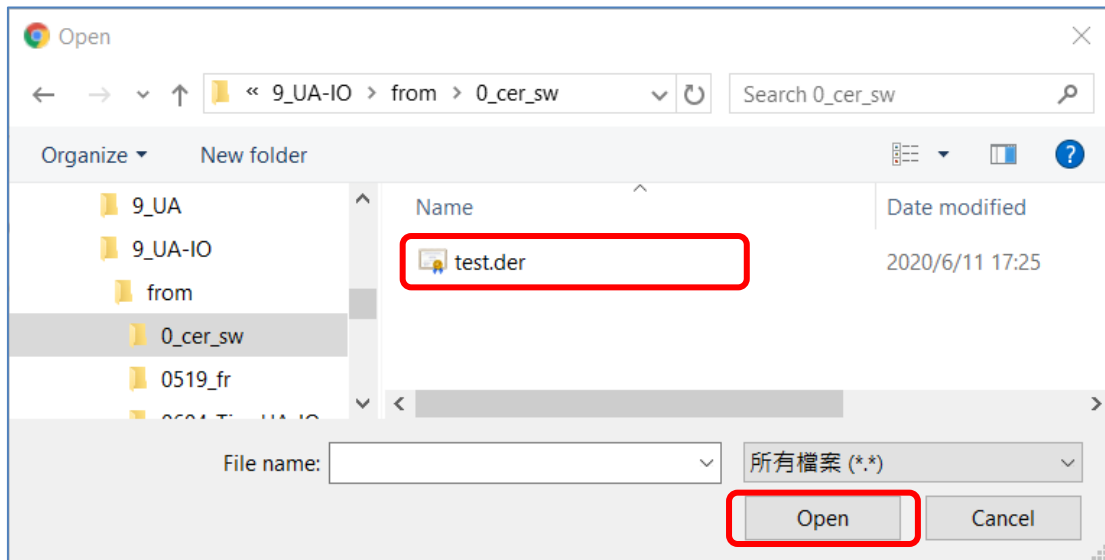 Open
« 9_UA-IO > from > 0_cer_sw
Search 0_cer_sw
Organize
New folder
?
9_UA
9_UA-IO
from
0_cer_sw
0519_fr
Name
Date modified
test.der
2020/6/11 17:25
File name:
所有檔案 (*.*)
Open
Cancel